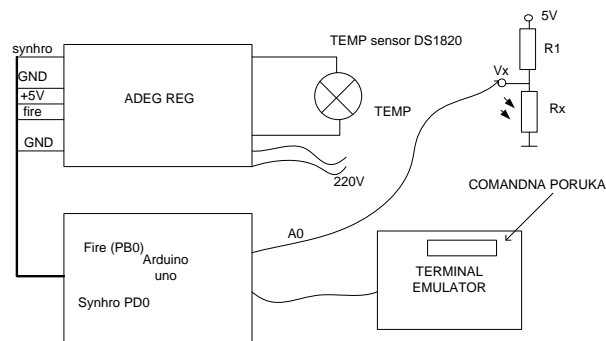 synhro
GND
+5V
fire
GND
ADEG REG
TEMP sensor DS1820
TEMP
220V
5V
R1
Vx
Rx
A0
Fire (PB0)
Arduino
uno
Synhro PD0
COMANDNA PORUKA
TERMINAL
EMULATOR